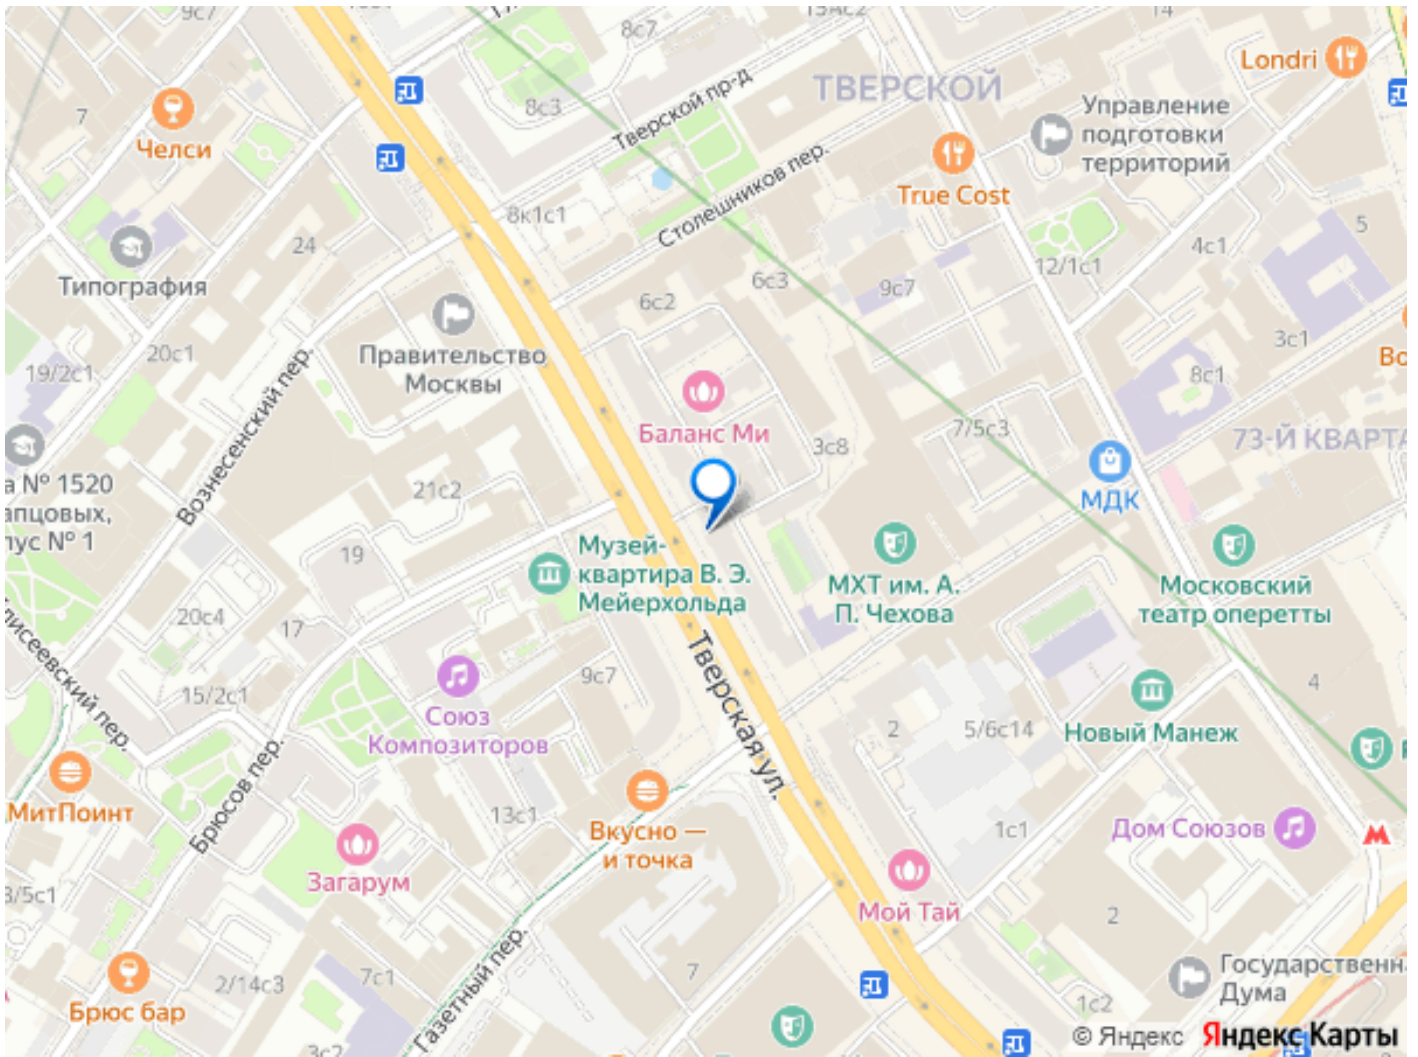 9с7
8с7
15Ас2
14
Londri
ТВЕРСКОЙ
Управление
подготовки
территорий
7
Челси
8с3
Тверской пр-д
Столешников пер.
True Cost
8к1с1
24
5
4с1
12/1с1
Типография
6с3
6с2
9с7
Правительство
Москвы
20с1
19/2с1
3с1
Во
8с1
Вознесенский пер.
Баланс Ми
3с8
7/5с3
73-Й КВАРТА
а № 1520
апцовых,
пус № 1
21с2
МДК
19
Музей-
квартира В. Э.
Мейерхольда
МХТ им. А.
П. Чехова
Московский
театр оперетты
20с4
17
лисеевский пер.
15/2с1
9с7
Тверская ул.
4
Союз
Композиторов
2
5/6с14
Новый Манеж
МитПоинт
Брюсов пер.
13с1
Вкусно —
и точка
1с1
Дом Союзов
Загарум
3/5с1
Мой Тай
2
2/14с3
7с1
7
Газетный пер.
Государственн
Дума
Брюс бар
1с2
3с2
© Яндекс Яндекс Карты